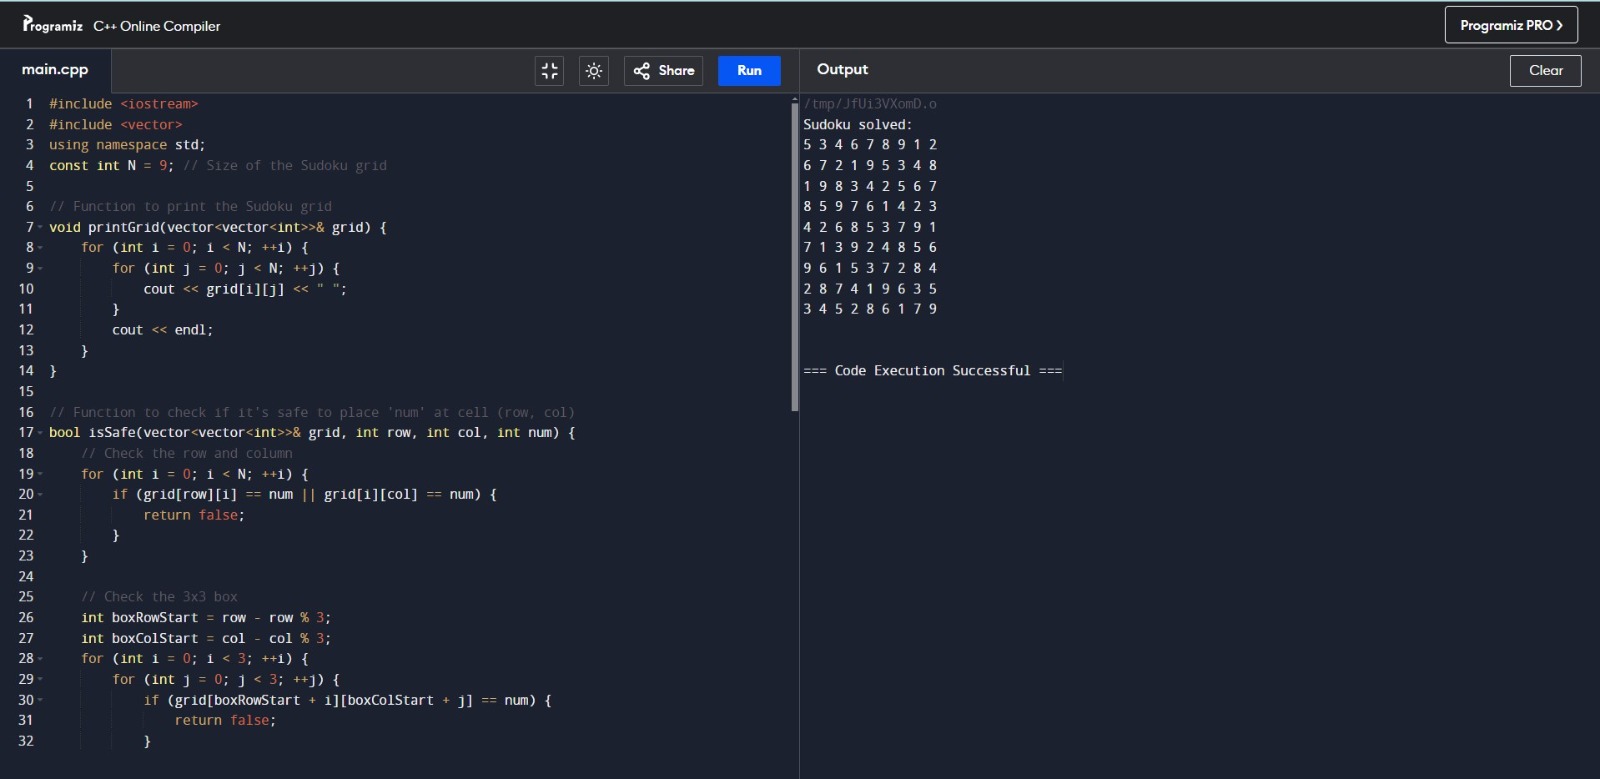 Programiz C++ Online Compiler
Programiz PRO >
main.cpp
Share
Run
Output
Clear
1 #include <iostream>
2 #include <vector>
3 using namespace std;
4 const int N = 9; // Size of the Sudoku grid
5
6 // Function to print the Sudoku grid
7 void printGrid(vector<vector<int>>& grid) {
8     for (int i = 0; i < N; ++i) {
9         for (int j = 0; j < N; ++j) {
10             cout << grid[i][j] << " ";
11         }
12         cout << endl;
13     }
14 }
15
16 // Function to check if it's safe to place 'num' at cell (row, col)
17 bool isSafe(vector<vector<int>>& grid, int row, int col, int num) {
18     // Check the row and column
19     for (int i = 0; i < N; ++i) {
20         if (grid[row][i] == num || grid[i][col] == num) {
21             return false;
22         }
23     }
24
25     // Check the 3x3 box
26     int boxRowStart = row - row % 3;
27     int boxColStart = col - col % 3;
28     for (int i = 0; i < 3; ++i) {
29         for (int j = 0; j < 3; ++j) {
30             if (grid[boxRowStart + i][boxColStart + j] == num) {
31                 return false;
32             }
/tmp/JfUi3VXomD.o
Sudoku solved:
5 3 4 6 7 8 9 1 2
6 7 2 1 9 5 3 4 8
1 9 8 3 4 2 5 6 7
8 5 9 7 6 1 4 2 3
4 2 6 8 5 3 7 9 1
7 1 3 9 2 4 8 5 6
9 6 1 5 3 7 2 8 4
2 8 7 4 1 9 6 3 5
3 4 5 2 8 6 1 7 9
=== Code Execution Successful ===